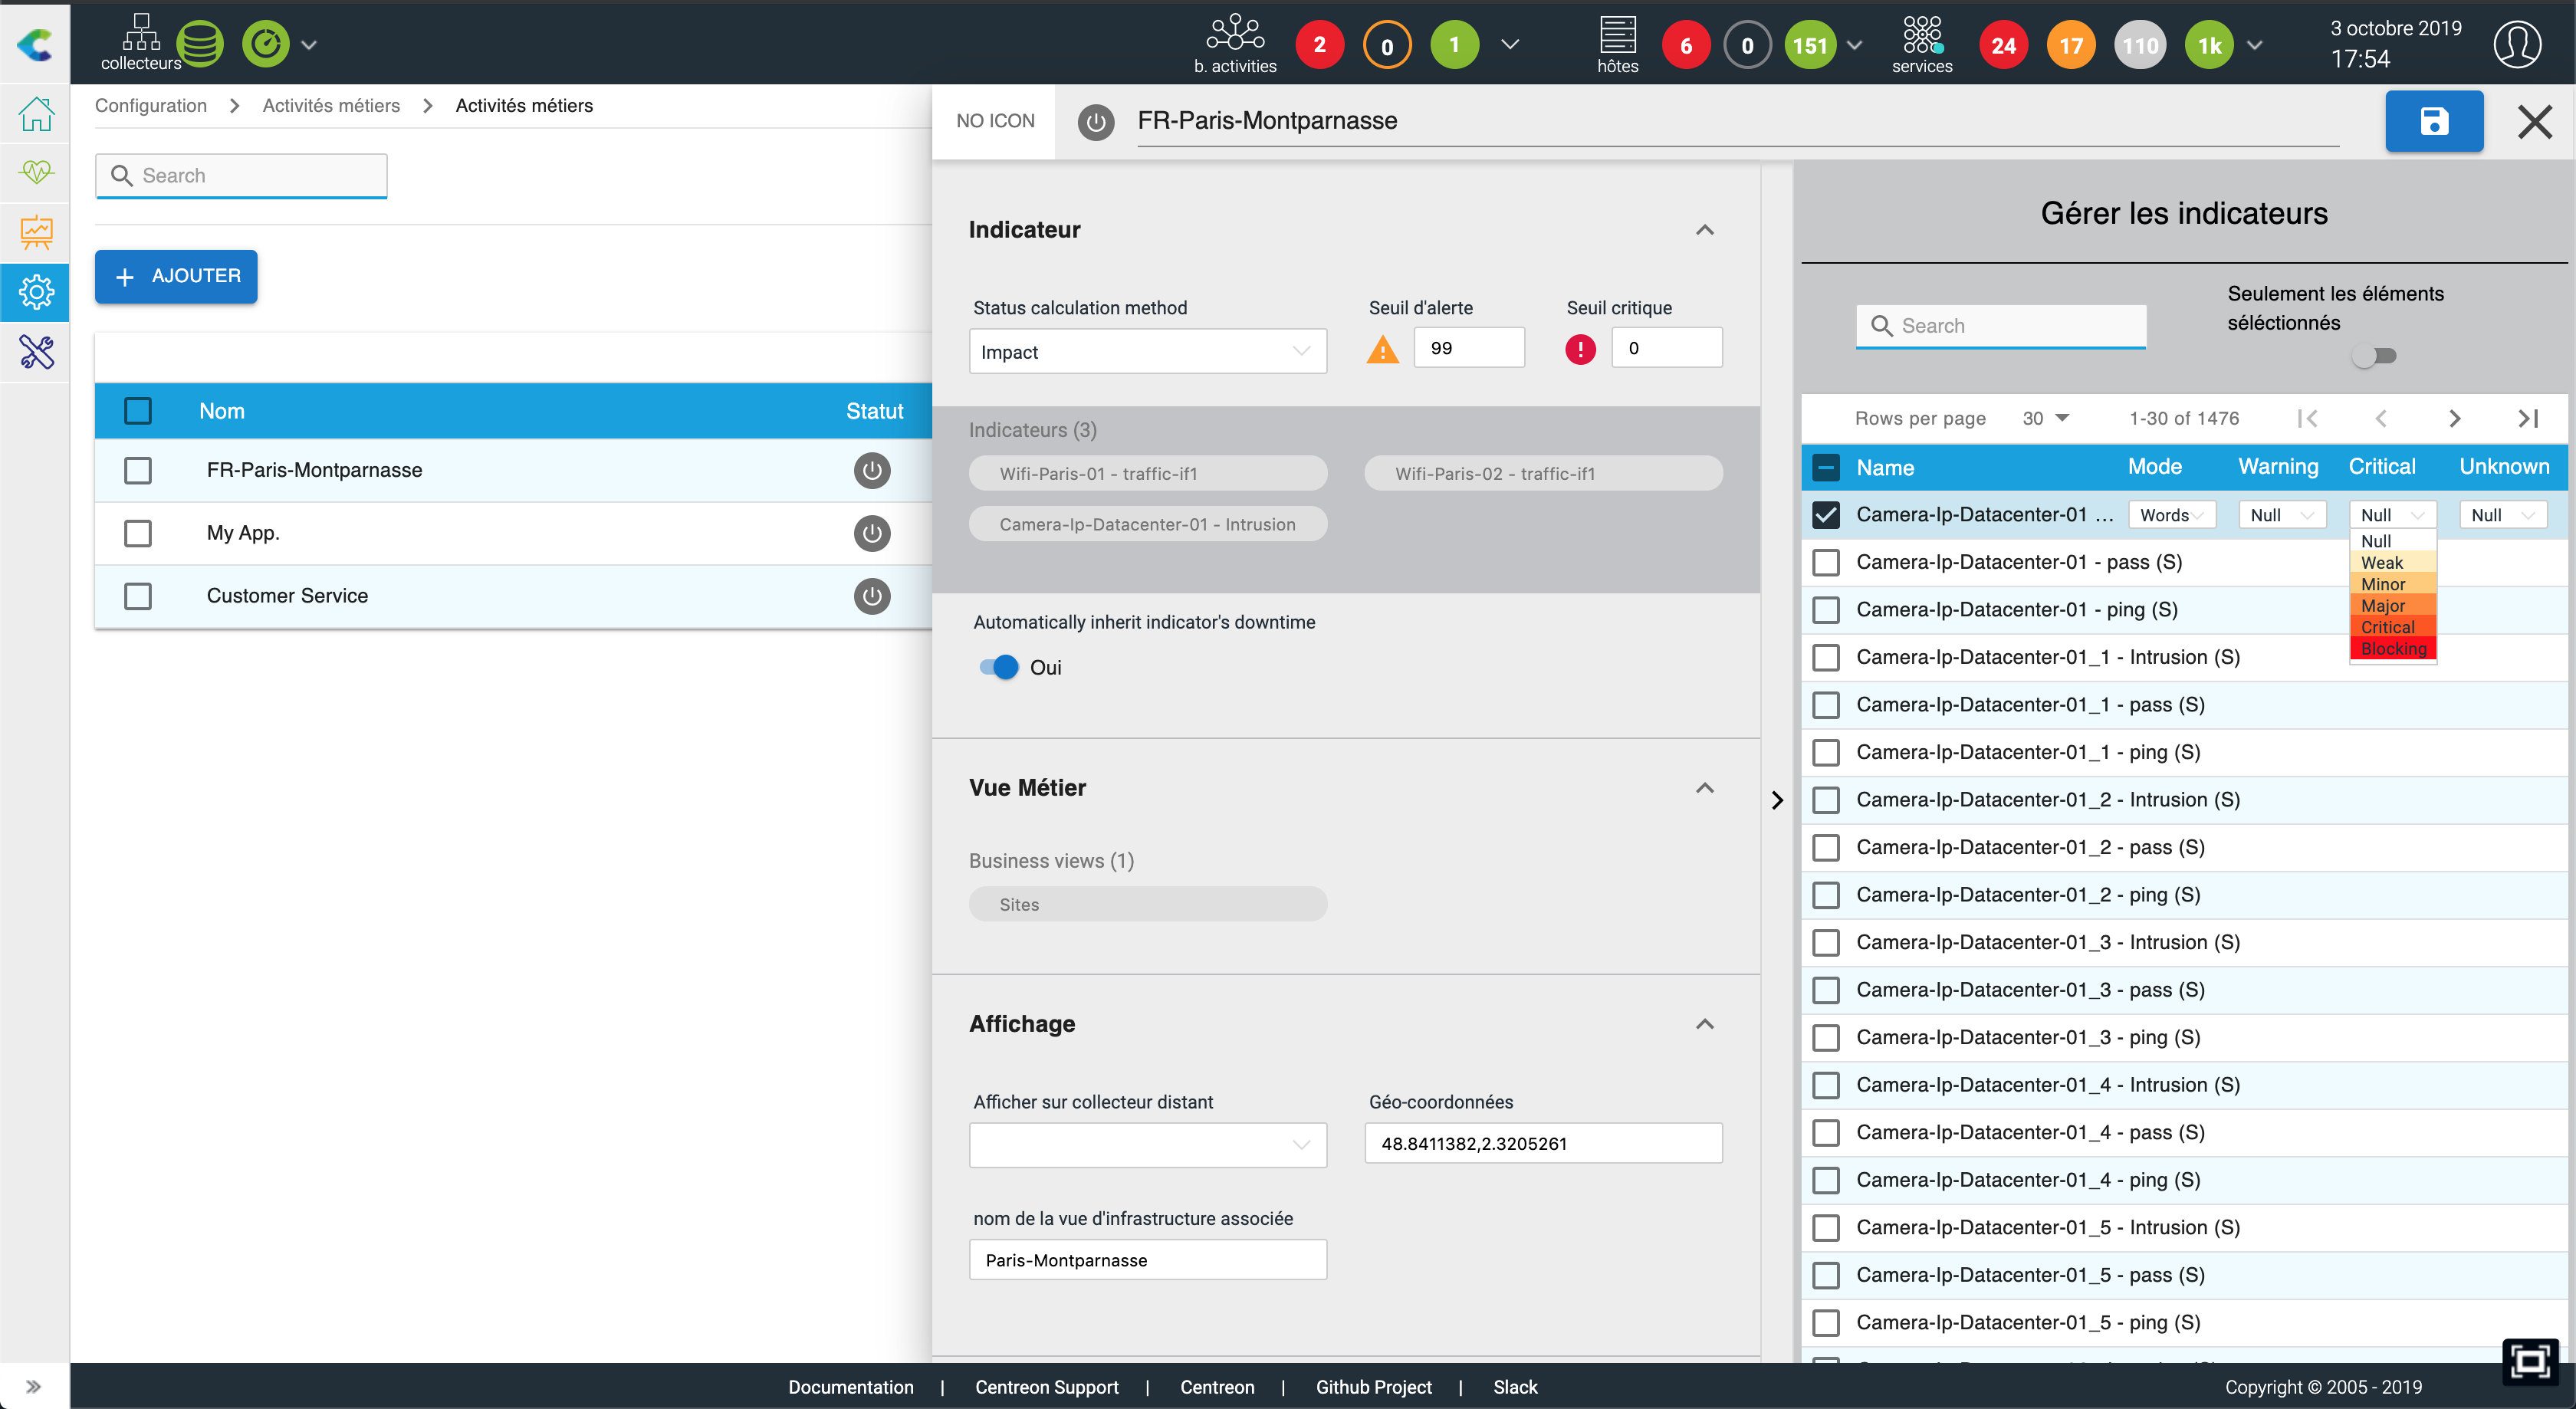 collecteurs
b. activities
2
0
1
hôtes
6
0
151
services
24
17
110
1k
3 octobre 2019
17:54
Configuration
Activités métiers
Activités métiers
Search
+ AJOUTER
Nom
Statut
FR-Paris-Montparnasse
My App.
Customer Service
NO ICON
FR-Paris-Montparnasse
Indicateur
Status calculation method
Seuil d'alerte
Seuil critique
Impact
99
0
Indicateurs (3)
Wifi-Paris-01 - traffic-if1
Wifi-Paris-02 - traffic-if1
Camera-Ip-Datacenter-01 - Intrusion
Automatically inherit indicator's downtime
Oui
Vue Métier
Business views (1)
Sites
Affichage
Afficher sur collecteur distant
Géo-coordonnées
48.8411382,2.3205261
nom de la vue d'infrastructure associée
Paris-Montparnasse
Gérer les indicateurs
Search
Seulement les éléments
séléctionnés
Rows per page 30 1-30 of 1476
Name Mode Warning Critical Unknown
Camera-Ip-Datacenter-01 ... Words Null Null Null
Null
Weak
Minor
Major
Critical
Blocking
Camera-Ip-Datacenter-01 - pass (S)
Camera-Ip-Datacenter-01 - ping (S)
Camera-Ip-Datacenter-01_1 - Intrusion (S)
Camera-Ip-Datacenter-01_1 - pass (S)
Camera-Ip-Datacenter-01_1 - ping (S)
Camera-Ip-Datacenter-01_2 - Intrusion (S)
Camera-Ip-Datacenter-01_2 - pass (S)
Camera-Ip-Datacenter-01_2 - ping (S)
Camera-Ip-Datacenter-01_3 - Intrusion (S)
Camera-Ip-Datacenter-01_3 - pass (S)
Camera-Ip-Datacenter-01_3 - ping (S)
Camera-Ip-Datacenter-01_4 - Intrusion (S)
Camera-Ip-Datacenter-01_4 - pass (S)
Camera-Ip-Datacenter-01_4 - ping (S)
Camera-Ip-Datacenter-01_5 - Intrusion (S)
Camera-Ip-Datacenter-01_5 - pass (S)
Camera-Ip-Datacenter-01_5 - ping (S)
Documentation | Centreon Support | Centreon | Github Project | Slack
Copyright © 2005 - 2019